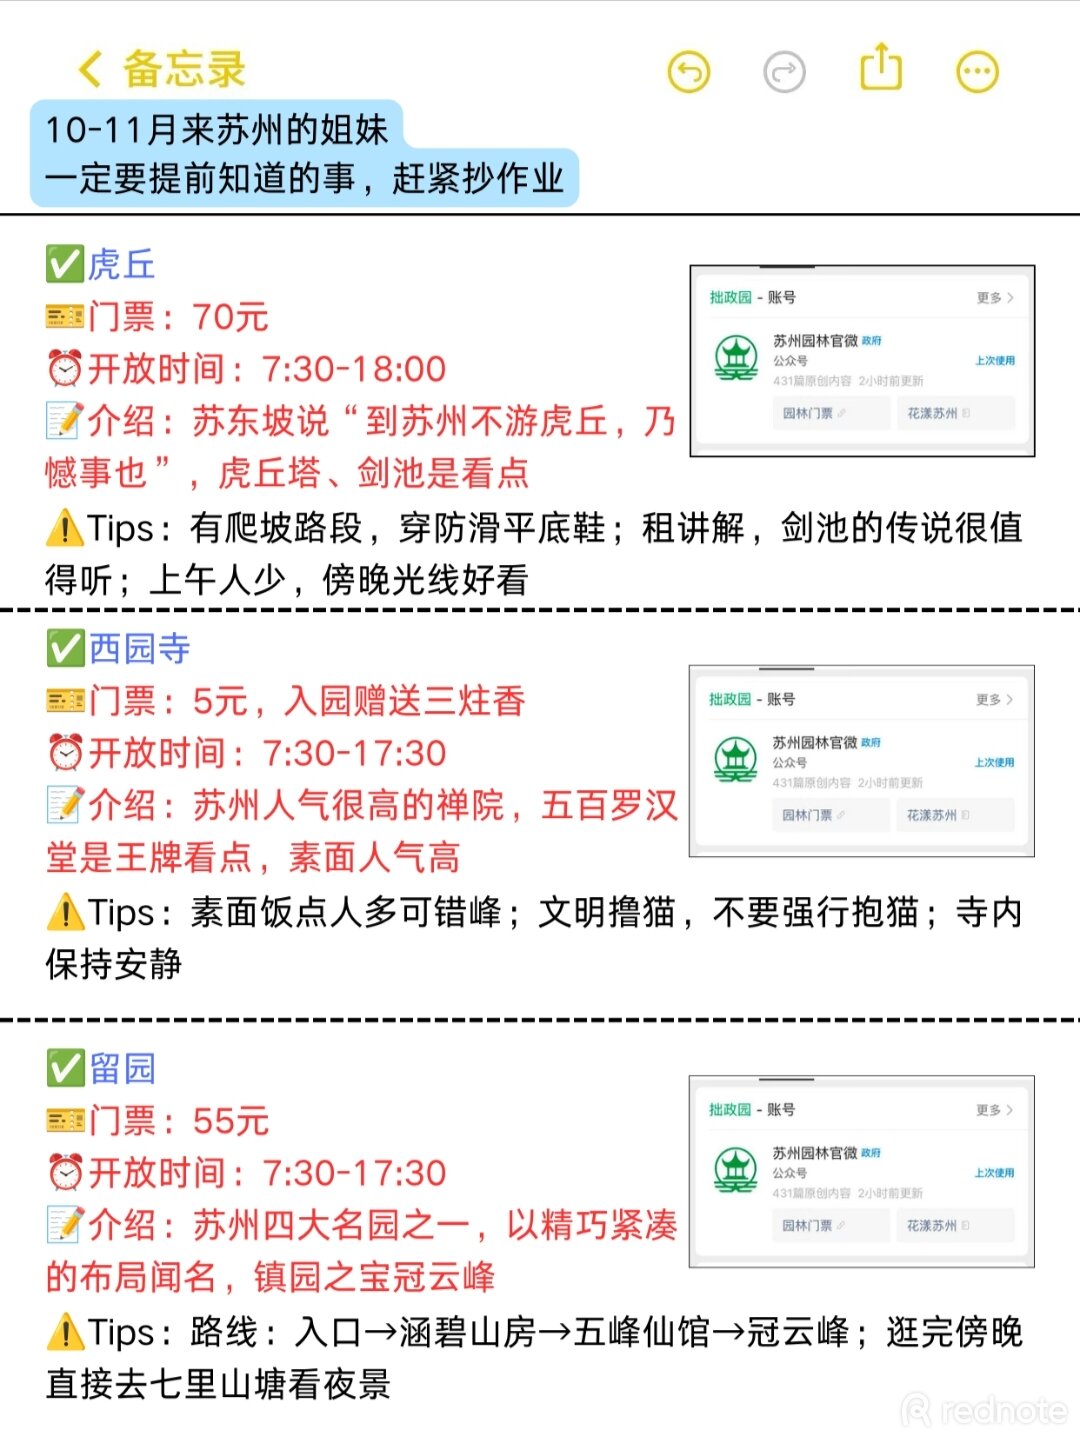 备忘录
10-11月来苏州的姐妹
一定要提前知道的事，赶紧抄作业
✅虎丘
🎫门票：70元
⏰开放时间：7:30-18:00
📝介绍：苏东坡说“到苏州不游虎丘，乃
憾事也”，虎丘塔、剑池是看点
⚠️Tips：有爬坡路段，穿防滑平底鞋；租讲解，剑池的传说很值
得听；上午人少，傍晚光线好看
拙政园 - 账号
更多
苏州园林官微 政府
公众号
上次使用
431篇原创内容 2小时前更新
园林门票
花漾苏州
✅西园寺
🎫门票：5元，入园赠送三炷香
⏰开放时间：7:30-17:30
📝介绍：苏州人气很高的禅院，五百罗汉
堂是王牌看点，素面人气高
⚠️Tips：素面饭点人多可错峰；文明撸猫，不要强行抱猫；寺内
保持安静
拙政园 - 账号
更多
苏州园林官微 政府
公众号
上次使用
431篇原创内容 2小时前更新
园林门票
花漾苏州
✅留园
🎫门票：55元
⏰开放时间：7:30-17:30
📝介绍：苏州四大名园之一，以精巧紧凑
的布局闻名，镇园之宝冠云峰
⚠️Tips：路线：入口→涵碧山房→五峰仙馆→冠云峰；逛完傍晚
直接去七里山塘看夜景
拙政园 - 账号
更多
苏州园林官微 政府
公众号
上次使用
431篇原创内容 2小时前更新
园林门票
花漾苏州
rednote